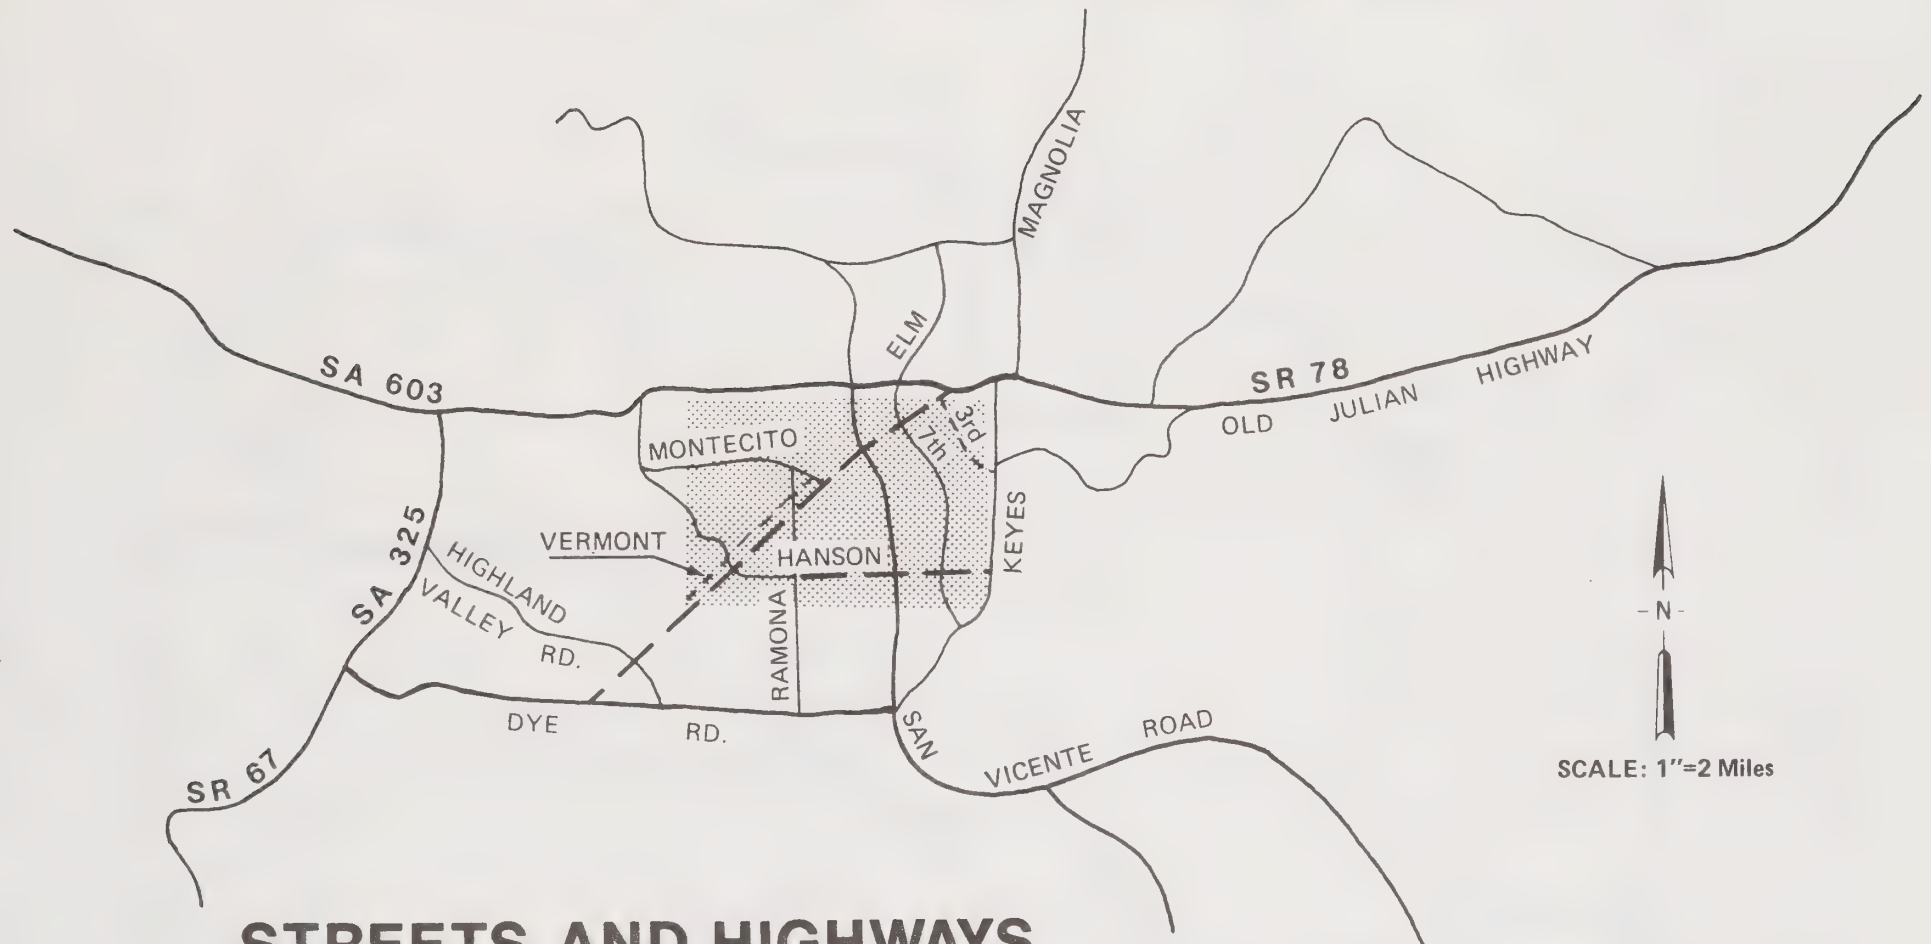 MAGNOLIA
ELM
SA 603
SR 78
OLD JULIAN HIGHWAY
MONTECITO
3rd
7th
KEYES
VERMONT
HANSON
SA 325
HIGHLAND
VALLEY
RD.
RAMONA
DYE RD.
SAN VICENTE ROAD
SR 67
- N -
SCALE: 1"=2 Miles
STREETS AND HIGHWAYS